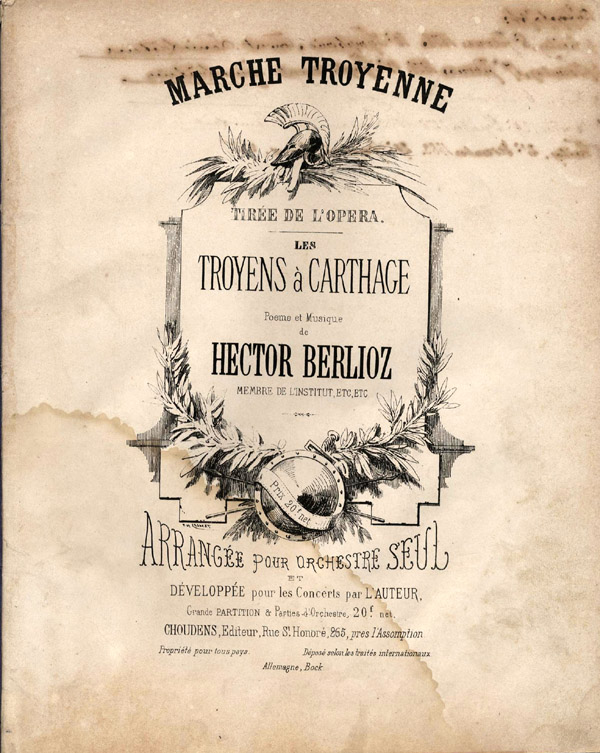 MARCHE TROYENNE
TIRÉE DE L'OPERA.
LES
TROYENS à CARTHAGE
Poeme et Musique
de
HECTOR BERLIOZ
MEMBRE DE L'INSTITUT, ETC, ETC
Prix 20f. net
ARRANGÉE POUR ORCHESTRE SEUL
ET
DÉVELOPPÉE pour les Concerts par L'AUTEUR,
Grande PARTITION & Parties d'Orchestre, 20f. net.
CHOUDENS, Editeur, Rue St. Honoré, 265, près l'Assomption
Propriété pour tous pays. Déposé selon les traités internationaux.
Allemagne, Bock